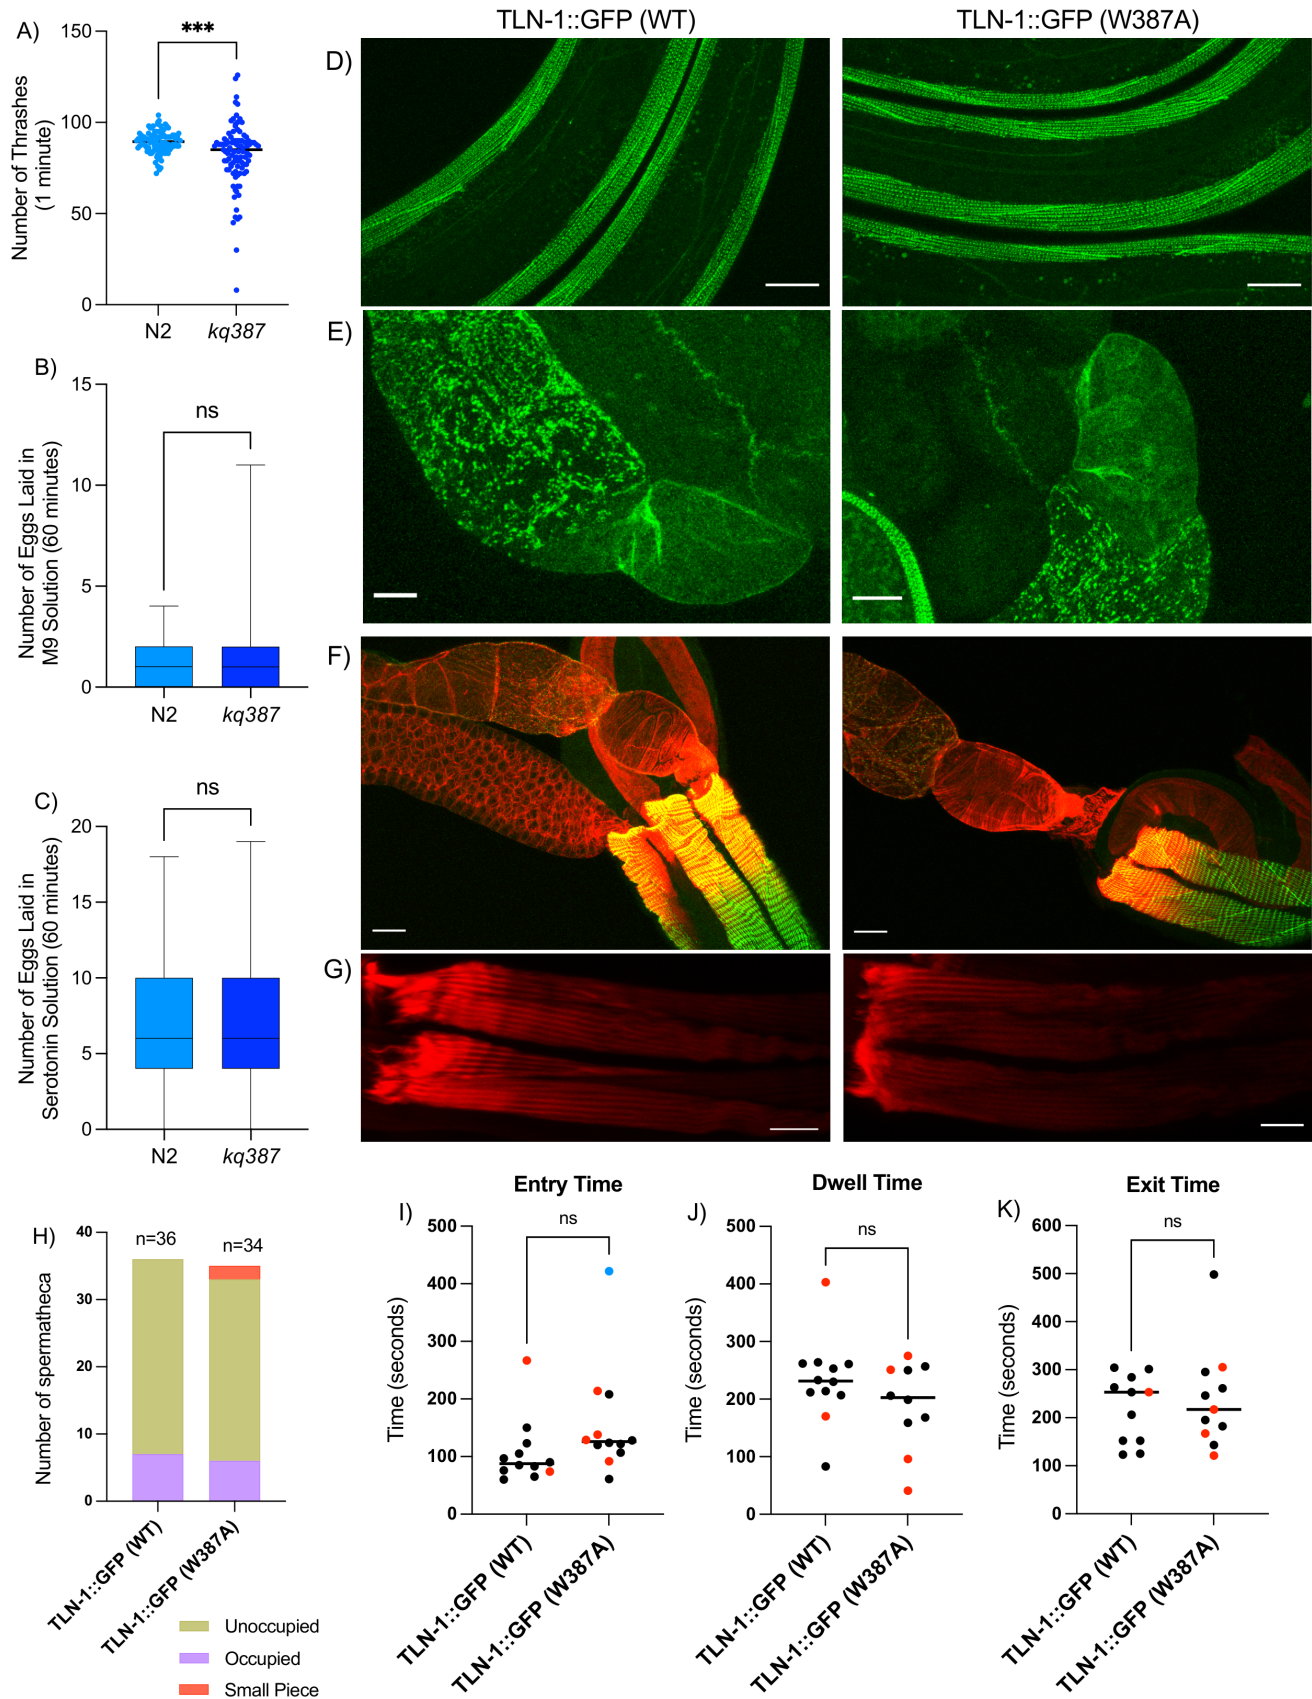 TLN-1::GFP (WT)
TLN-1::GFP (W387A)
A)
Number of Thrashes
(1 minute)
150
100
50
0
***
N2
kq387
B)
Number of Eggs Laid in
M9 Solution (60 minutes)
15
10
5
0
ns
N2
kq387
C)
Number of Eggs Laid in
Serotonin Solution (60 minutes)
20
15
10
5
0
ns
N2
kq387
D)
E)
F)
G)
H)
Number of spermatheca
40
30
20
10
0
n=36
n=34
TLN-1::GFP (WT)
TLN-1::GFP (W387A)
Unoccupied
Occupied
Small Piece
I)
Entry Time
ns
Time (seconds)
500
400
300
200
100
0
TLN-1::GFP (WT)
TLN-1::GFP (W387A)
J)
Dwell Time
ns
Time (seconds)
500
400
300
200
100
0
TLN-1::GFP (WT)
TLN-1::GFP (W387A)
K)
Exit Time
ns
Time (seconds)
600
500
400
300
200
100
0
TLN-1::GFP (WT)
TLN-1::GFP (W387A)